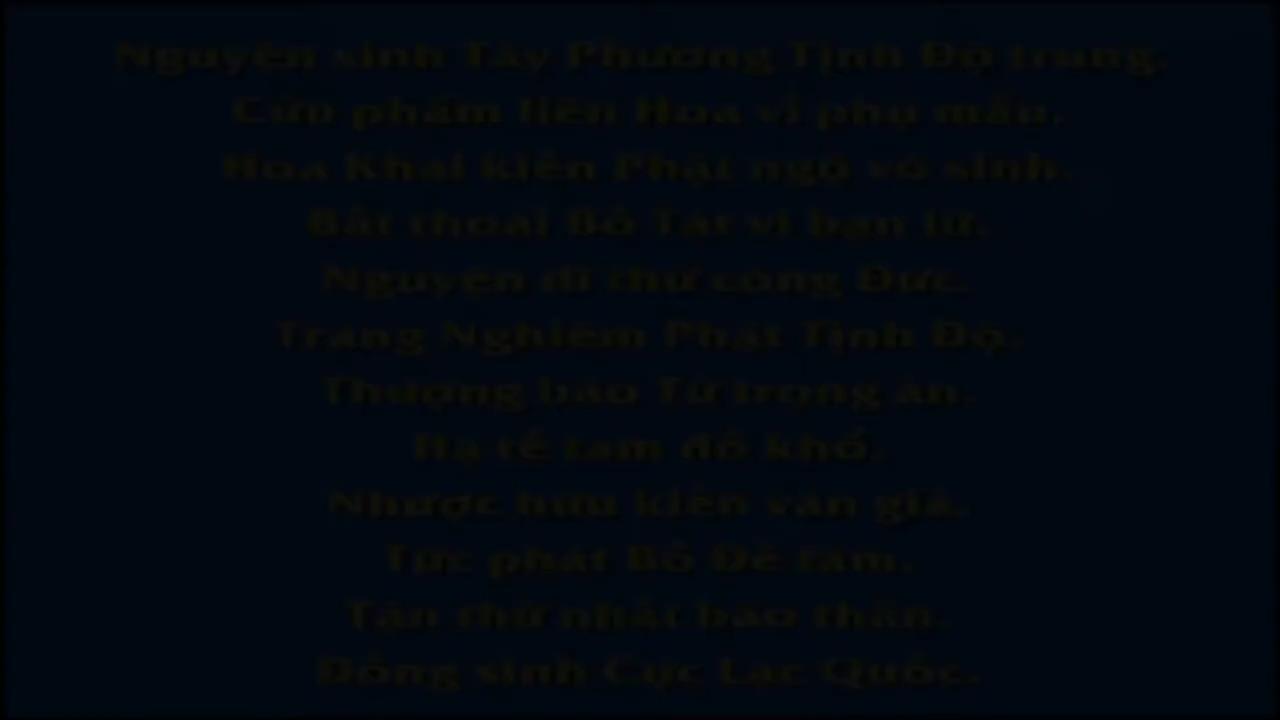 Nguyện sinh Tây Phương Tịnh Độ trung,
Cửu phẩm liên Hoa vi phụ mẫu.
Hoa Khai kiến Phật ngộ vô sinh.
Bất thoái Bồ Tát vi bạn lữ.
Nguyện dĩ thử công Đức.
Trang Nghiêm Phật Tịnh Độ.
Thượng báo Tứ trọng ân.
Hạ tế tam đồ khổ.
Nhược hữu kiến văn giả.
Tức phát Bồ Đề tâm.
Tận thử nhất báo thân.
Đồng sinh Cực Lạc Quốc.